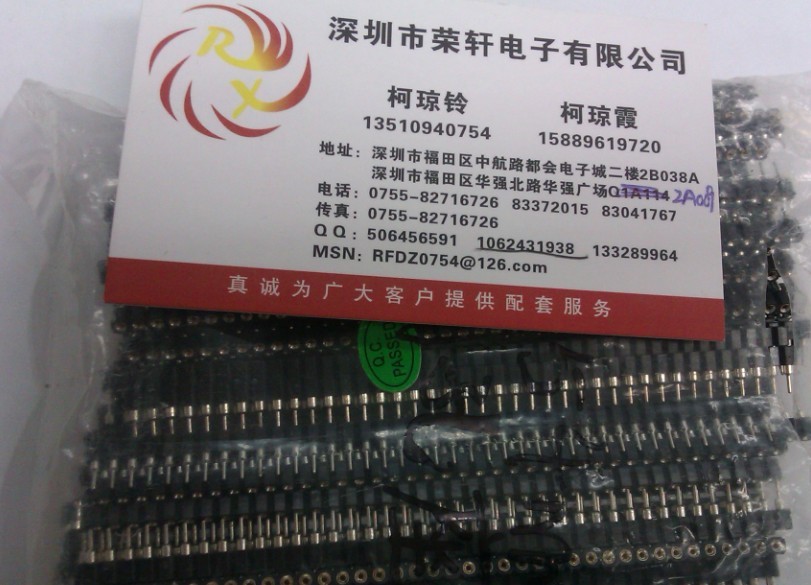 RX
深圳市荣轩电子有限公司
柯琼铃 柯琼霞
13510940754 15889619720
地址：深圳市福田区中航路都会电子城二楼2B038A
深圳市福田区华强北路华强广场Q1A114 2A089
电话：0755-82716726 83372015 83041767
传真：0755-82716726
Q Q：506456591 1062431938 133289964
MSN：RFDZ0754@126.com
真诚为广大客户提供配套服务
Q.C.
PASSED